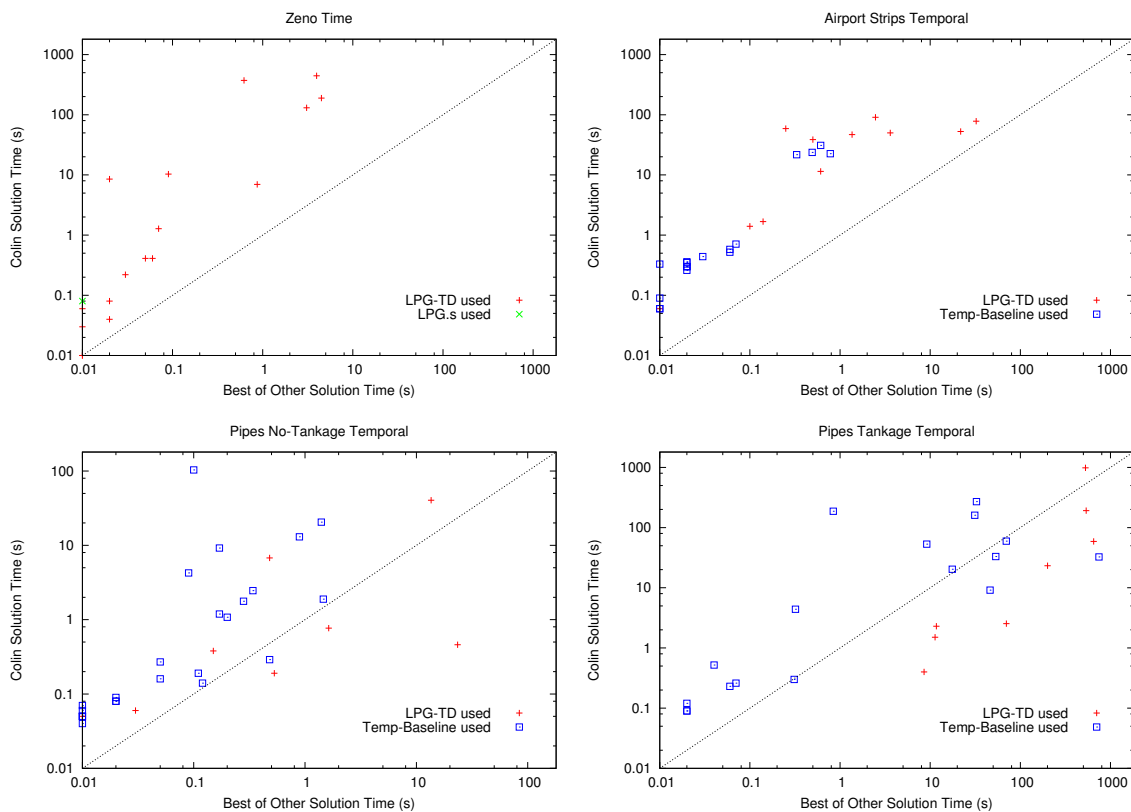 Zeno Time
1000
100
10
1
0.1
0.01
Colin Solution Time (s)
LPG-TD used
LPG.s used
0.01 0.1 1 10 100 1000
Best of Other Solution Time (s)
Airport Strips Temporal
1000
100
10
1
0.1
0.01
Colin Solution Time (s)
LPG-TD used
Temp-Baseline used
0.01 0.1 1 10 100 1000
Best of Other Solution Time (s)
Pipes No-Tankage Temporal
100
10
1
0.1
0.01
Colin Solution Time (s)
LPG-TD used
Temp-Baseline used
0.01 0.1 1 10 100
Best of Other Solution Time (s)
Pipes Tankage Temporal
1000
100
10
1
0.1
0.01
Colin Solution Time (s)
LPG-TD used
Temp-Baseline used
0.01 0.1 1 10 100 1000
Best of Other Solution Time (s)